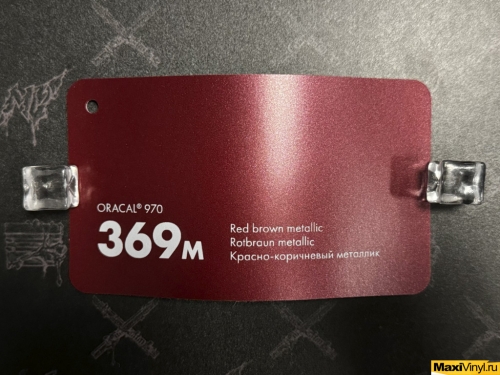 ORACAL® 970
369M
Red brown metallic
Rotbraun metallic
Красно-коричневый металлик
MaxiVinyl.ru